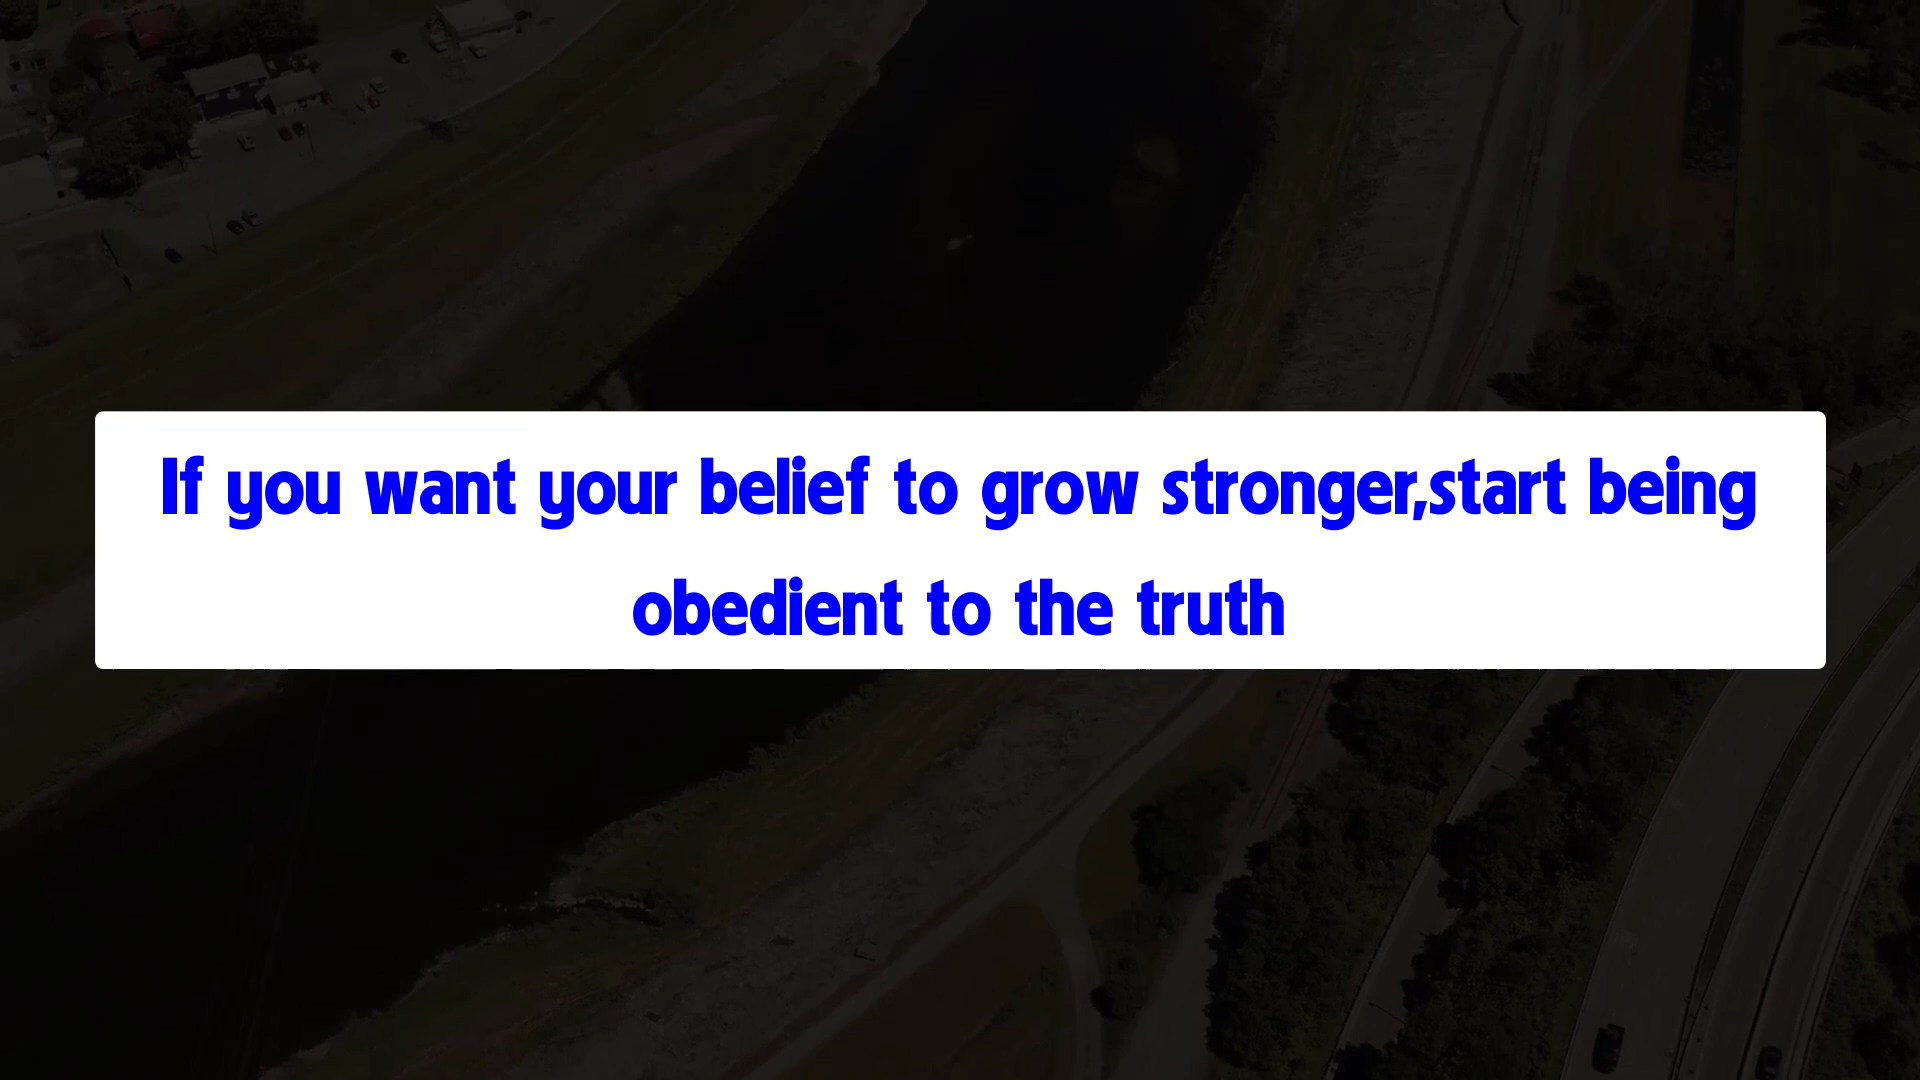 If you want your belief to grow stronger,start being
obedient to the truth